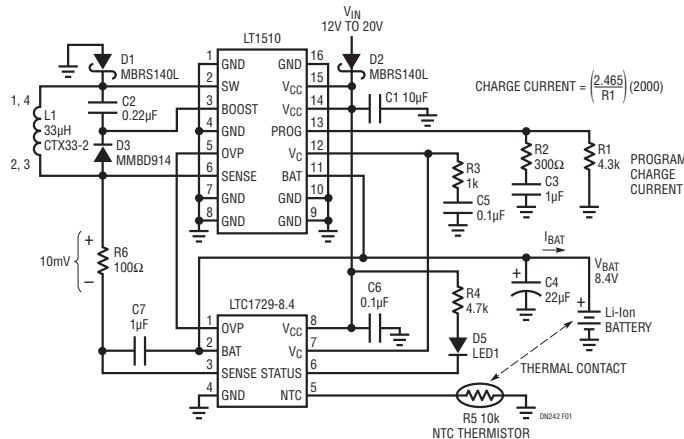 V_IN
12V TO 20V
LT1510
D1
MBRS140L
D2
MBRS140L
1 GND GND 16
2 SW V_CC 15
3 BOOST V_CC 14
4 GND PROG 13
5 OVP V_C 12
6 SENSE BAT 11
7 GND GND 10
8 GND GND 9
C1 10µF
CHARGE CURRENT = (2.465 / R1) (2000)
1, 4
L1
33µH
CTX33-2
2, 3
C2
0.22µF
D3
MMBD914
R3
1k
C5
0.1µF
R2
300Ω
C3
1µF
R1
4.3k
PROGRAM
CHARGE
CURRENT
+
10mV
–
R6
100Ω
C7
1µF
I_BAT
V_BAT
8.4V
+
C4
22µF
+
Li-Ion
BATTERY
C6
0.1µF
R4
4.7k
D5
LED1
THERMAL CONTACT
LTC1729-8.4
1 OVP V_CC 8
2 BAT V_C 7
3 SENSE STATUS 6
4 GND NTC 5
R5 10k
NTC THERMISTOR
DN242 F01